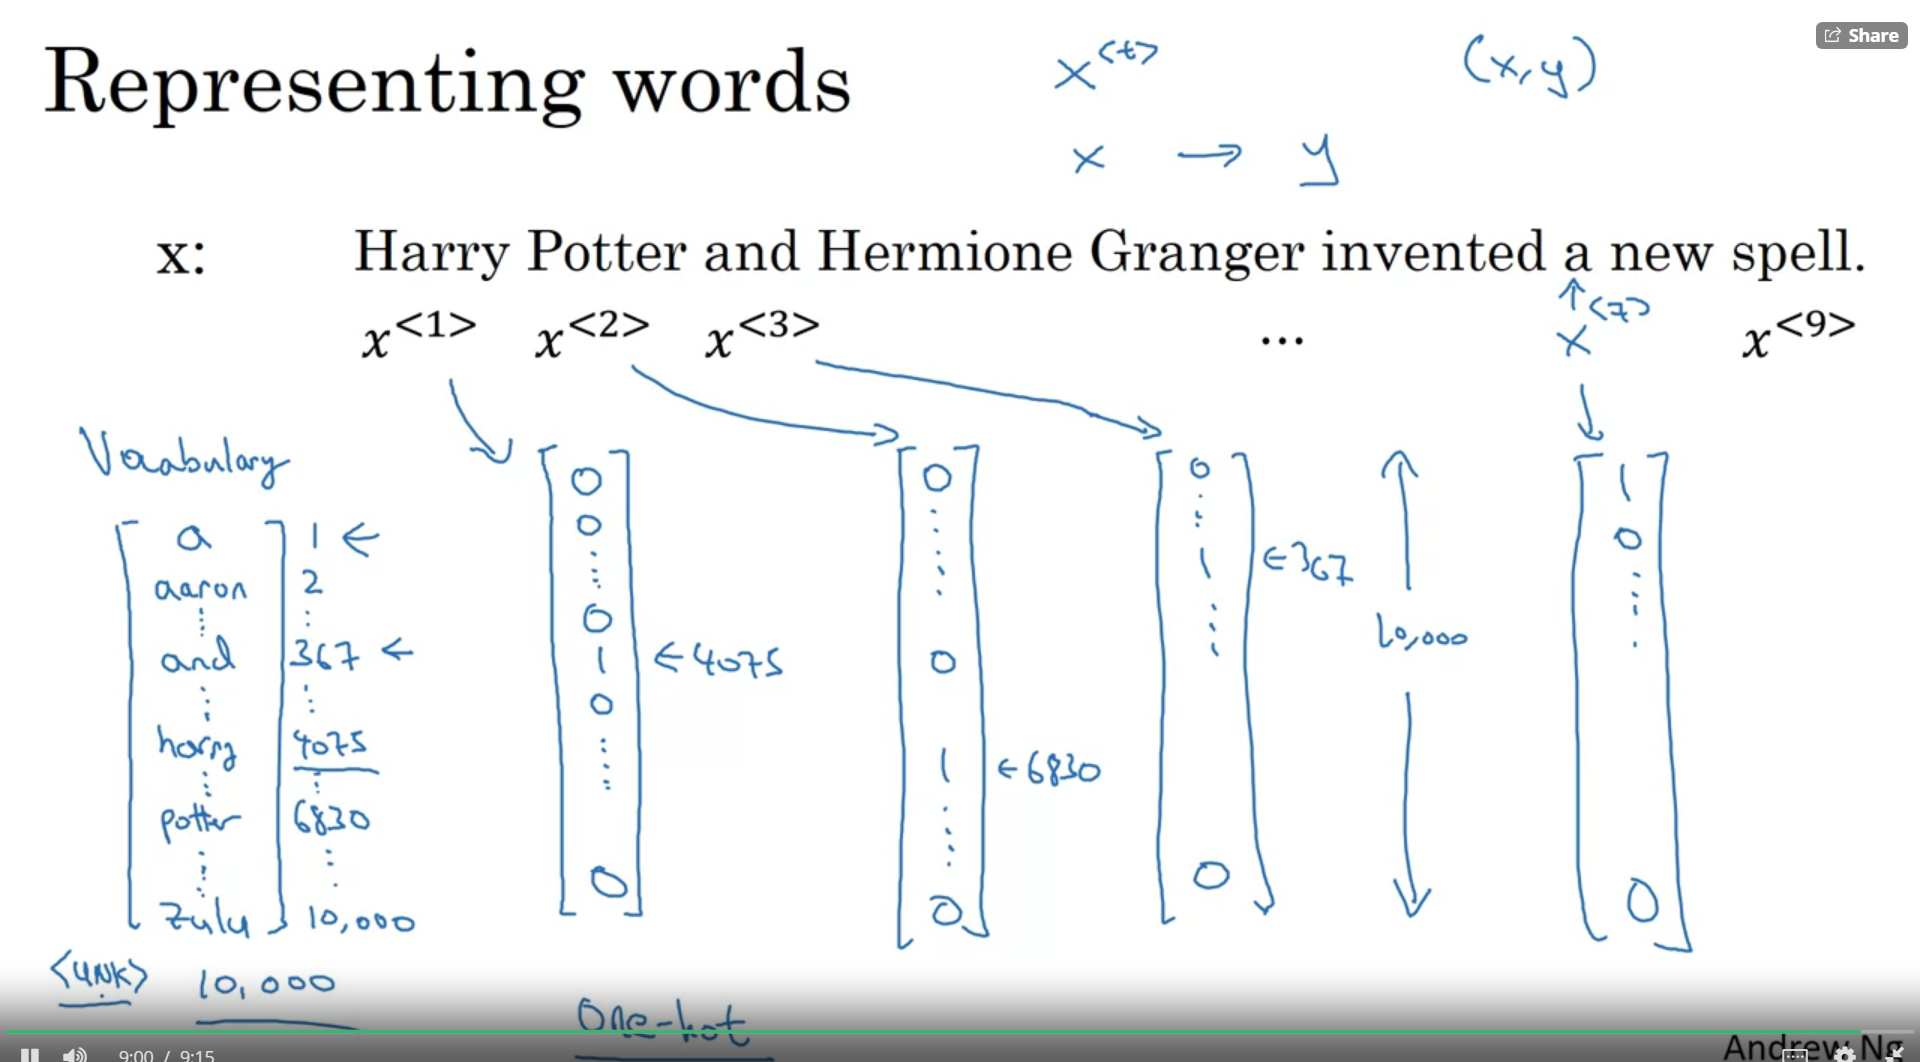 Share
Representing words
x<t>
(x,y)
x → y
x: Harry Potter and Hermione Granger invented a new spell.
x<1> x<2> x<3> ... x<7> x<9>
Vocabulary
a 1 ←
aaron 2
and 367 ←
harry 4075
potter 6830
zulu 10,000
<UNK> 10,000
0
0
0
1 ← 4075
0
0
0
0
1 ← 6830
0
0
1 ← 367
0
10,000
1
0
0
One-hot
Andrew Ng
9:00 / 9:15